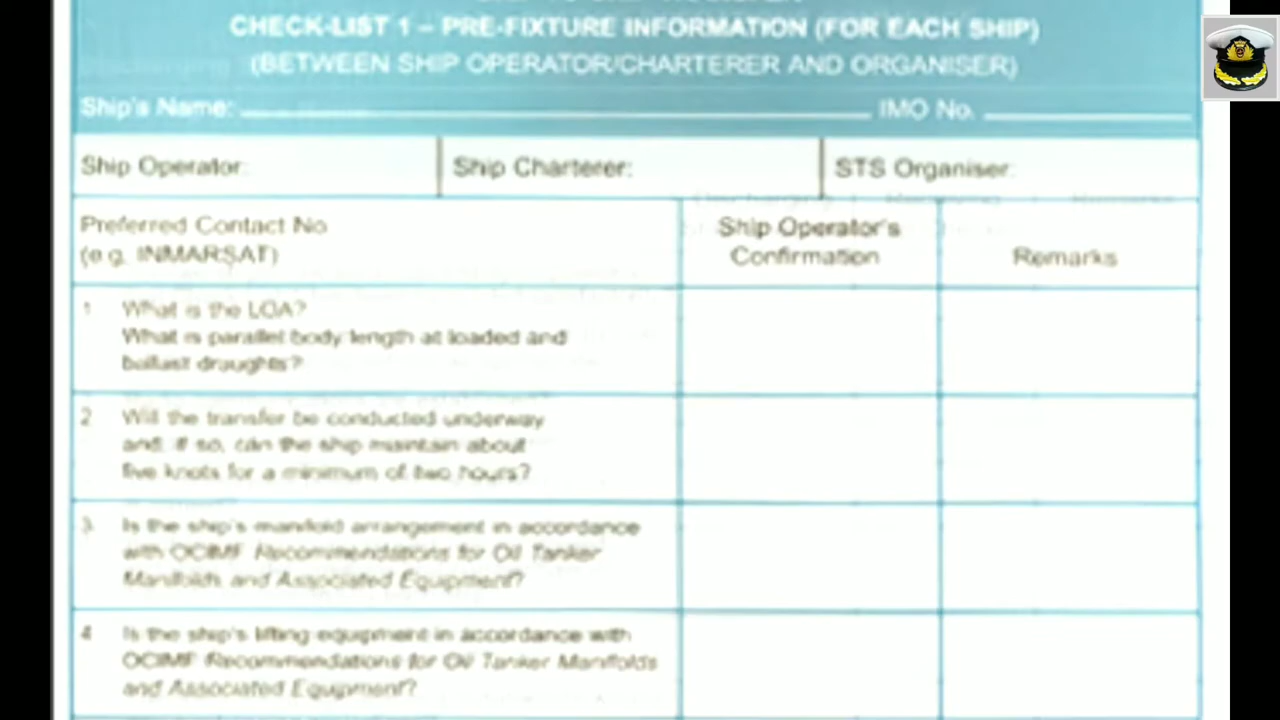 CHECK-LIST 1 – PRE-FIXTURE INFORMATION (FOR EACH SHIP)
(BETWEEN SHIP OPERATOR/CHARTERER AND ORGANISER)
Ship's Name: IMO No.
Ship Operator: Ship Charterer: STS Organiser:
Preferred Contact No
(e.g. INMARSAT)
Ship Operator's
Confirmation
Remarks
1 What is the LOA?
What is parallel body length at loaded and
ballast draughts?
2 Will the transfer be conducted underway
and, if so, can the ship maintain about
five knots for a minimum of two hours?
3 Is the ship's manifold arrangement in accordance
with OCIMF Recommendations for Oil Tanker
Manifolds and Associated Equipment?
4 Is the ship's lifting equipment in accordance with
OCIMF Recommendations for Oil Tanker Manifolds
and Associated Equipment?